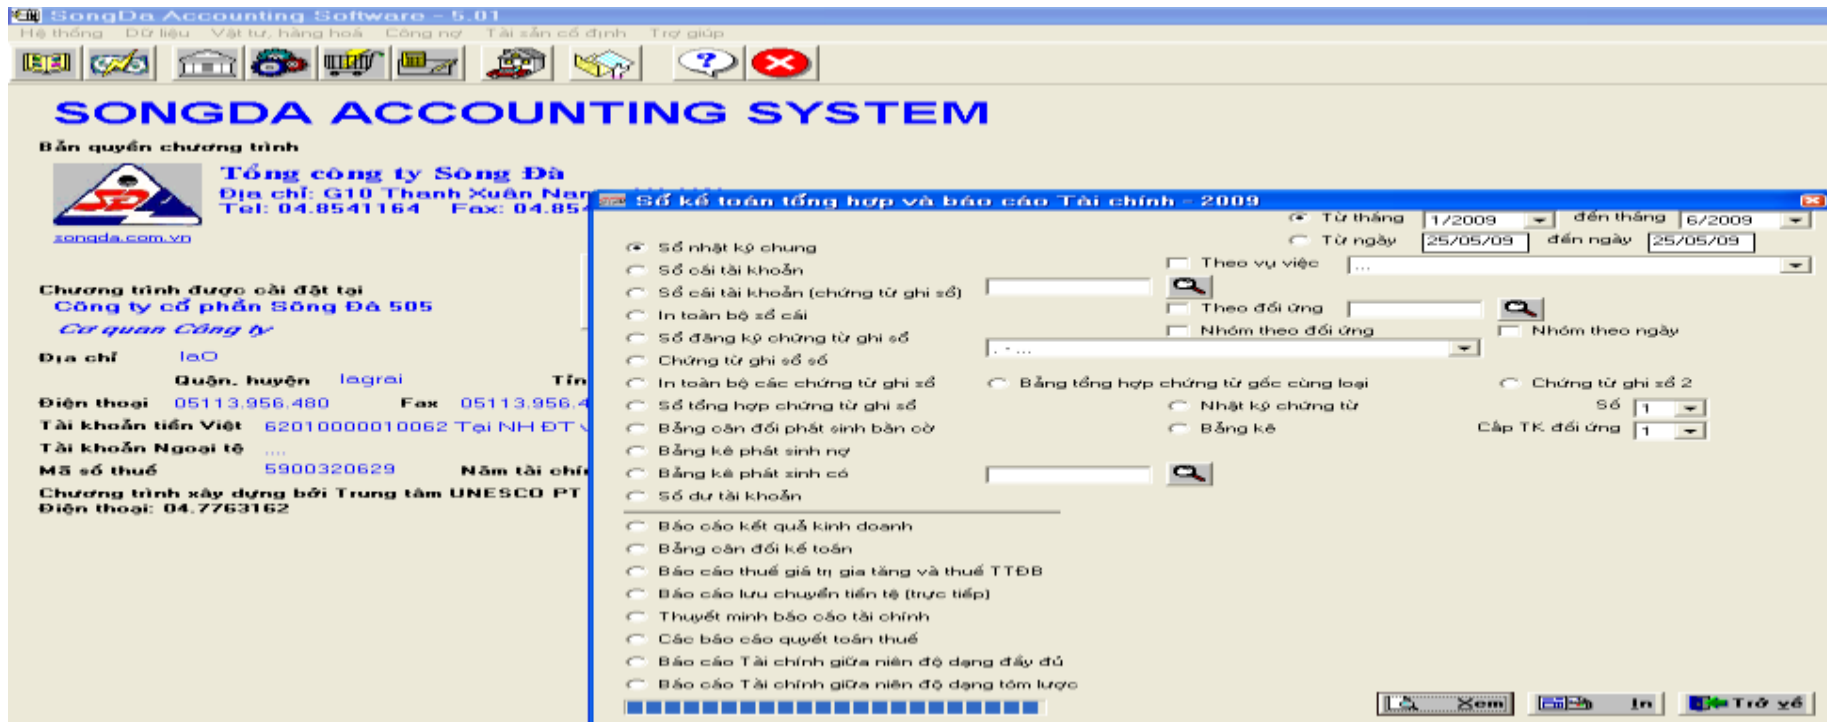 SongDa Accounting Software - 5.01
Hệ thống Dữ liệu Vật tư, hàng hoá Công nợ Tài sản cố định Trợ giúp
SONGDA ACCOUNTING SYSTEM
Bản quyền chương trình
Tổng công ty Sông Đà
Địa chỉ: G10 Thanh Xuân Nam
Tel: 04.8541164 Fax: 04.854
songda.com.vn
Chương trình được cài đặt tại
Công ty cổ phần Sông Đà 505
Cơ quan Công ty
Địa chỉ IaO
Quận, huyện Iagrai Tỉn
Điện thoại 05113.956.480 Fax 05113.956.4
Tài khoản tiền Việt 62010000010062 Tại NH ĐT
Tài khoản Ngoại tệ ....
Mã số thuế 5900320629 Năm tài chí
Chương trình xây dựng bởi Trung tâm UNESCO PT
Điện thoại: 04.7763162
Sổ kế toán tổng hợp và báo cáo Tài chính - 2009
Từ tháng 1/2009 đến tháng 6/2009
Từ ngày 25/05/09 đến ngày 25/05/09
Sổ nhật ký chung
Theo vụ việc ...
Sổ cái tài khoản
Sổ cái tài khoản (chứng từ ghi sổ)
Theo đối ứng
In toàn bộ sổ cái
Nhóm theo đối ứng Nhóm theo ngày
Sổ đăng ký chứng từ ghi sổ
. - ...
Chứng từ ghi sổ số
In toàn bộ các chứng từ ghi sổ Bảng tổng hợp chứng từ gốc cùng loại Chứng từ ghi sổ 2
Sổ tổng hợp chứng từ ghi sổ Nhật ký chứng từ Số 1
Bảng cân đối phát sinh bàn cờ Bảng kê Cấp TK đối ứng 1
Bảng kê phát sinh nợ
Bảng kê phát sinh có
Số dư tài khoản
Báo cáo kết quả kinh doanh
Bảng cân đối kế toán
Báo cáo thuế giá trị gia tăng và thuế TTĐB
Báo cáo lưu chuyển tiền tệ (trực tiếp)
Thuyết minh báo cáo tài chính
Các báo cáo quyết toán thuế
Báo cáo Tài chính giữa niên độ dạng đầy đủ
Báo cáo Tài chính giữa niên độ dạng tóm lược
Xem In Trở về